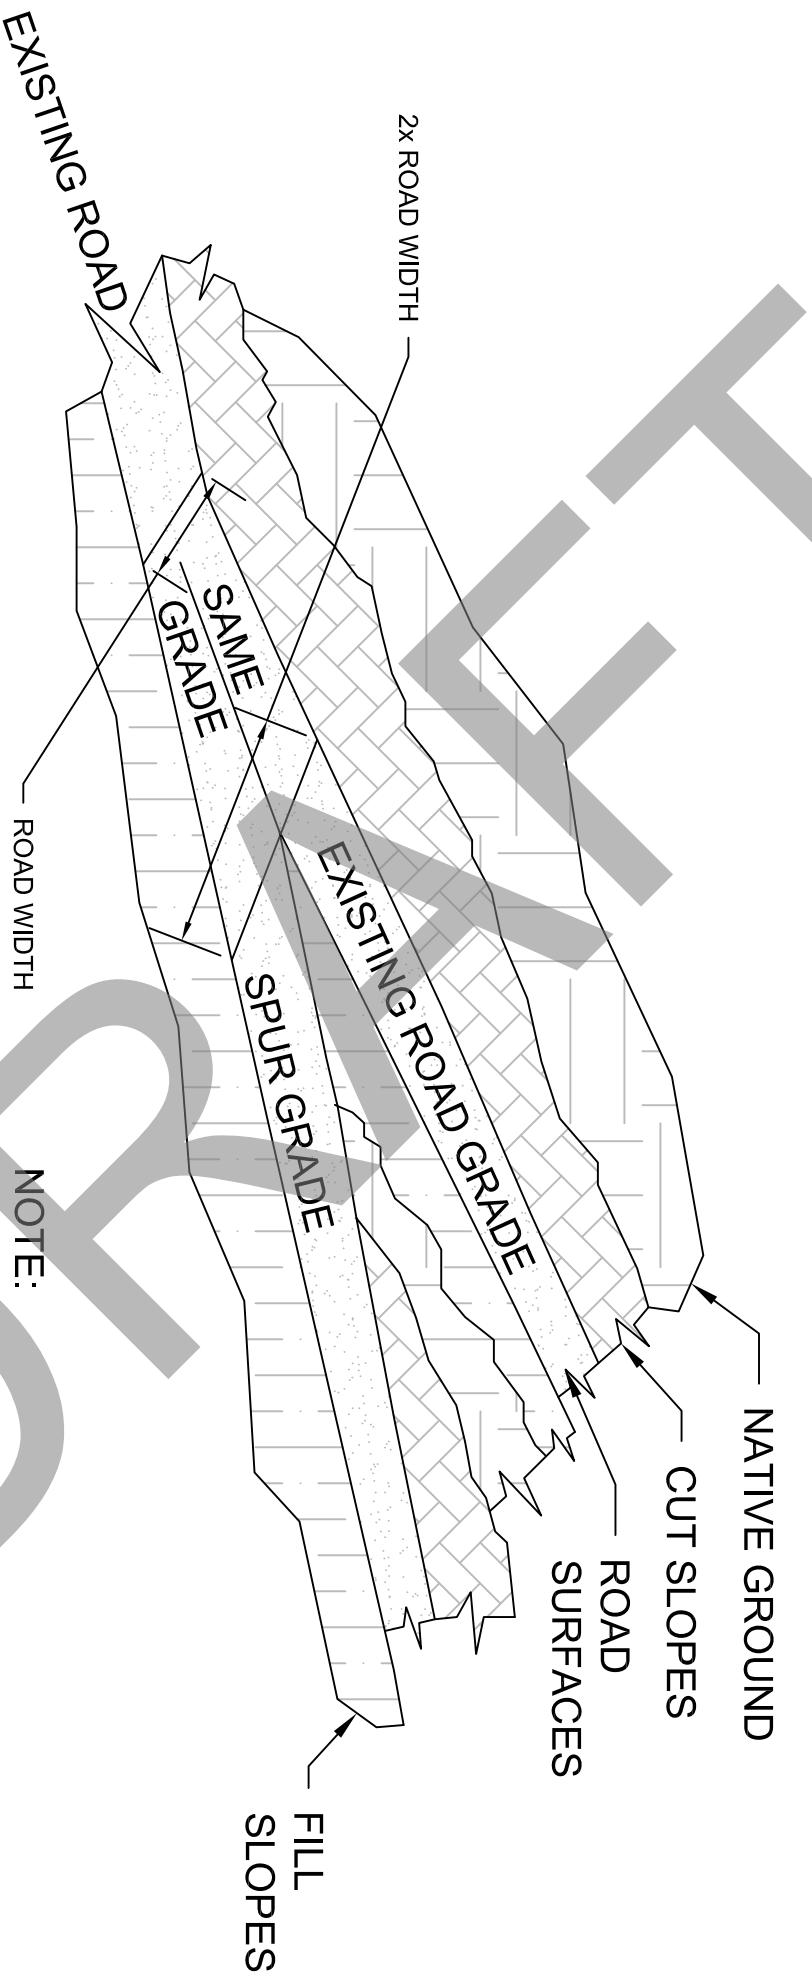 NATIVE GROUND
CUT SLOPES
ROAD
SURFACES
2x ROAD WIDTH
EXISTING ROAD GRADE
SAME
GRADE
SPUR GRADE
FILL
SLOPES
EXISTING ROAD
ROAD WIDTH
NOTE:
DRAFT